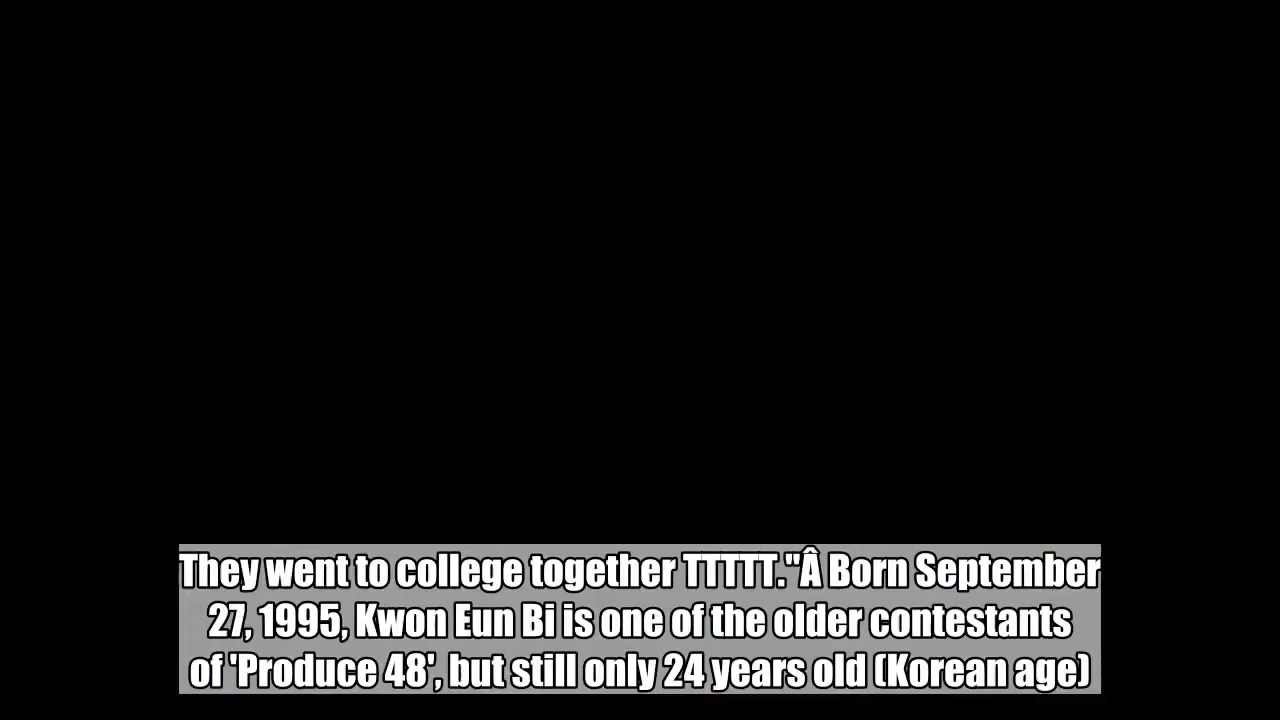 They went to college together TTTTT."Â Born September
27, 1995, Kwon Eun Bi is one of the older contestants
of 'Produce 48', but still only 24 years old (Korean age)